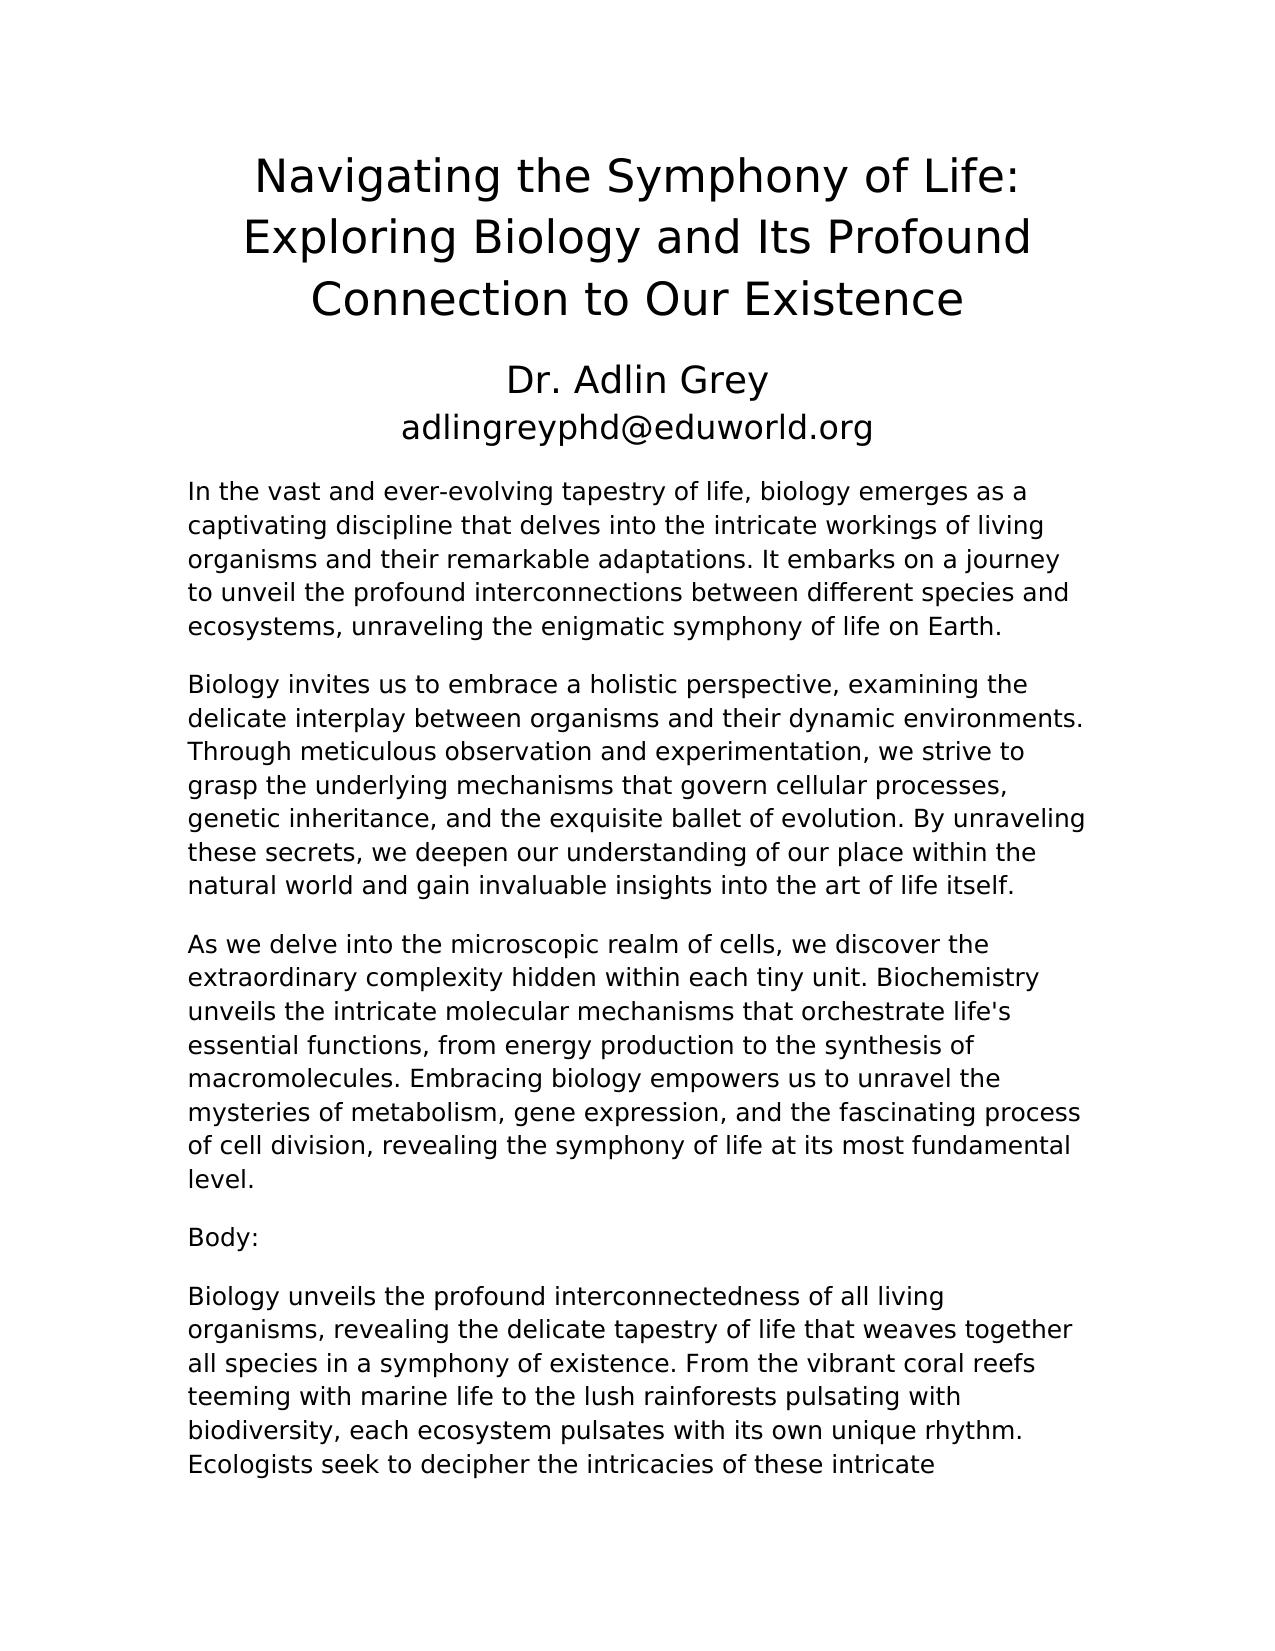 Navigating the Symphony of Life:
Exploring Biology and Its Profound
Connection to Our Existence
Dr. Adlin Grey
adlingreyphd@eduworld.org
In the vast and ever-evolving tapestry of life, biology emerges as a
captivating discipline that delves into the intricate workings of living
organisms and their remarkable adaptations. It embarks on a journey
to unveil the profound interconnections between different species and
ecosystems, unraveling the enigmatic symphony of life on Earth.
Biology invites us to embrace a holistic perspective, examining the
delicate interplay between organisms and their dynamic environments.
Through meticulous observation and experimentation, we strive to
grasp the underlying mechanisms that govern cellular processes,
genetic inheritance, and the exquisite ballet of evolution. By unraveling
these secrets, we deepen our understanding of our place within the
natural world and gain invaluable insights into the art of life itself.
As we delve into the microscopic realm of cells, we discover the
extraordinary complexity hidden within each tiny unit. Biochemistry
unveils the intricate molecular mechanisms that orchestrate life's
essential functions, from energy production to the synthesis of
macromolecules. Embracing biology empowers us to unravel the
mysteries of metabolism, gene expression, and the fascinating process
of cell division, revealing the symphony of life at its most fundamental
level.
Body:
Biology unveils the profound interconnectedness of all living
organisms, revealing the delicate tapestry of life that weaves together
all species in a symphony of existence. From the vibrant coral reefs
teeming with marine life to the lush rainforests pulsating with
biodiversity, each ecosystem pulsates with its own unique rhythm.
Ecologists seek to decipher the intricacies of these intricate